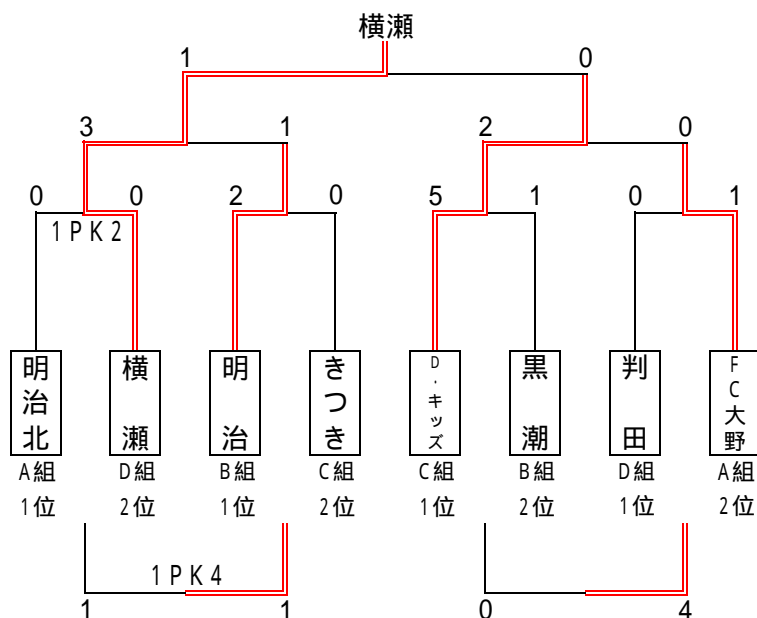 横瀬
1 0
3 1 2 0
0 0 2 0 5 1 0 1
1PK2
明治北 横瀬 明治 きつき D・キッズ 黒潮 判田 FC大野
A組 D組 B組 C組 C組 B組 D組 A組
1位 2位 1位 2位 1位 2位 1位 2位
1PK4
1 1 0 4